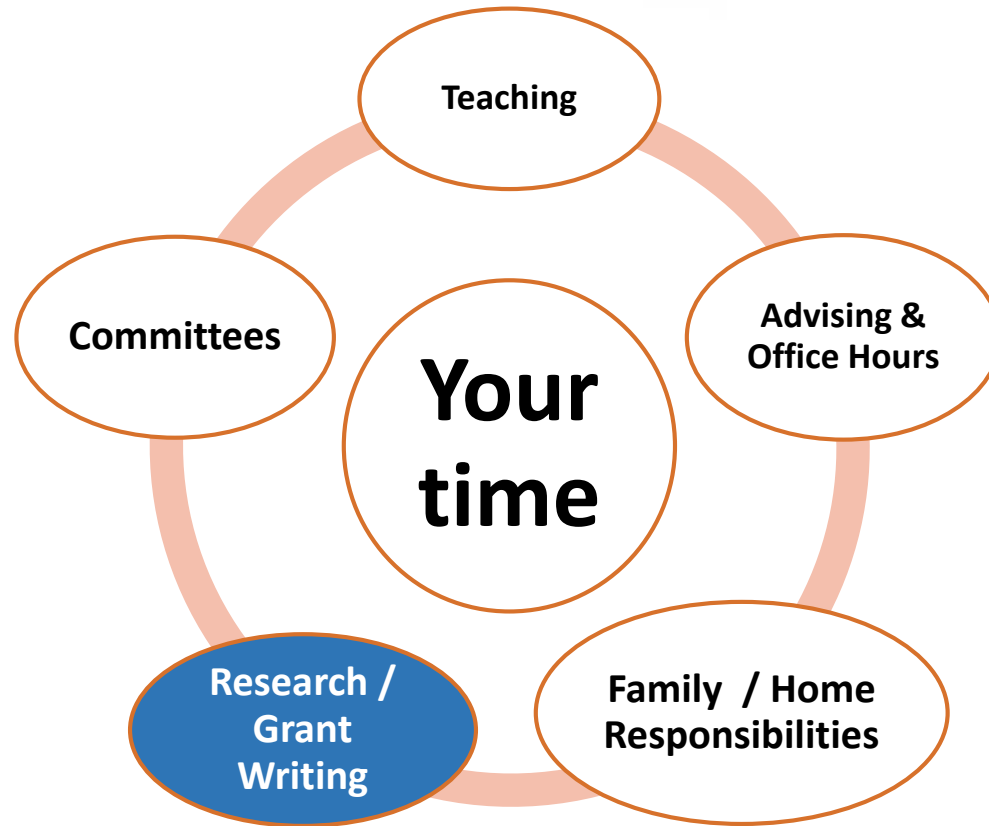 Teaching
Advising &
Office Hours
Committees
Your
time
Family / Home
Responsibilities
Research /
Grant
Writing